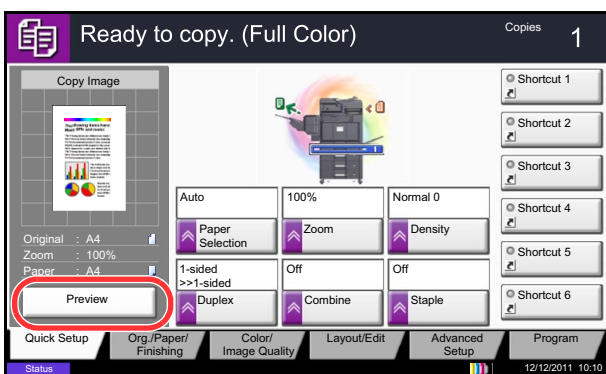 Ready to copy. (Full Color)
Copies
1
Copy Image
Original : A4
Zoom : 100%
Paper : A4
Preview
Auto
Paper
Selection
100%
Zoom
Normal 0
Density
1-sided
>>1-sided
Duplex
Off
Combine
Off
Staple
Shortcut 1
Shortcut 2
Shortcut 3
Shortcut 4
Shortcut 5
Shortcut 6
Quick Setup
Org./Paper/
Finishing
Color/
Image Quality
Layout/Edit
Advanced
Setup
Program
Status
12/12/2011 10:10